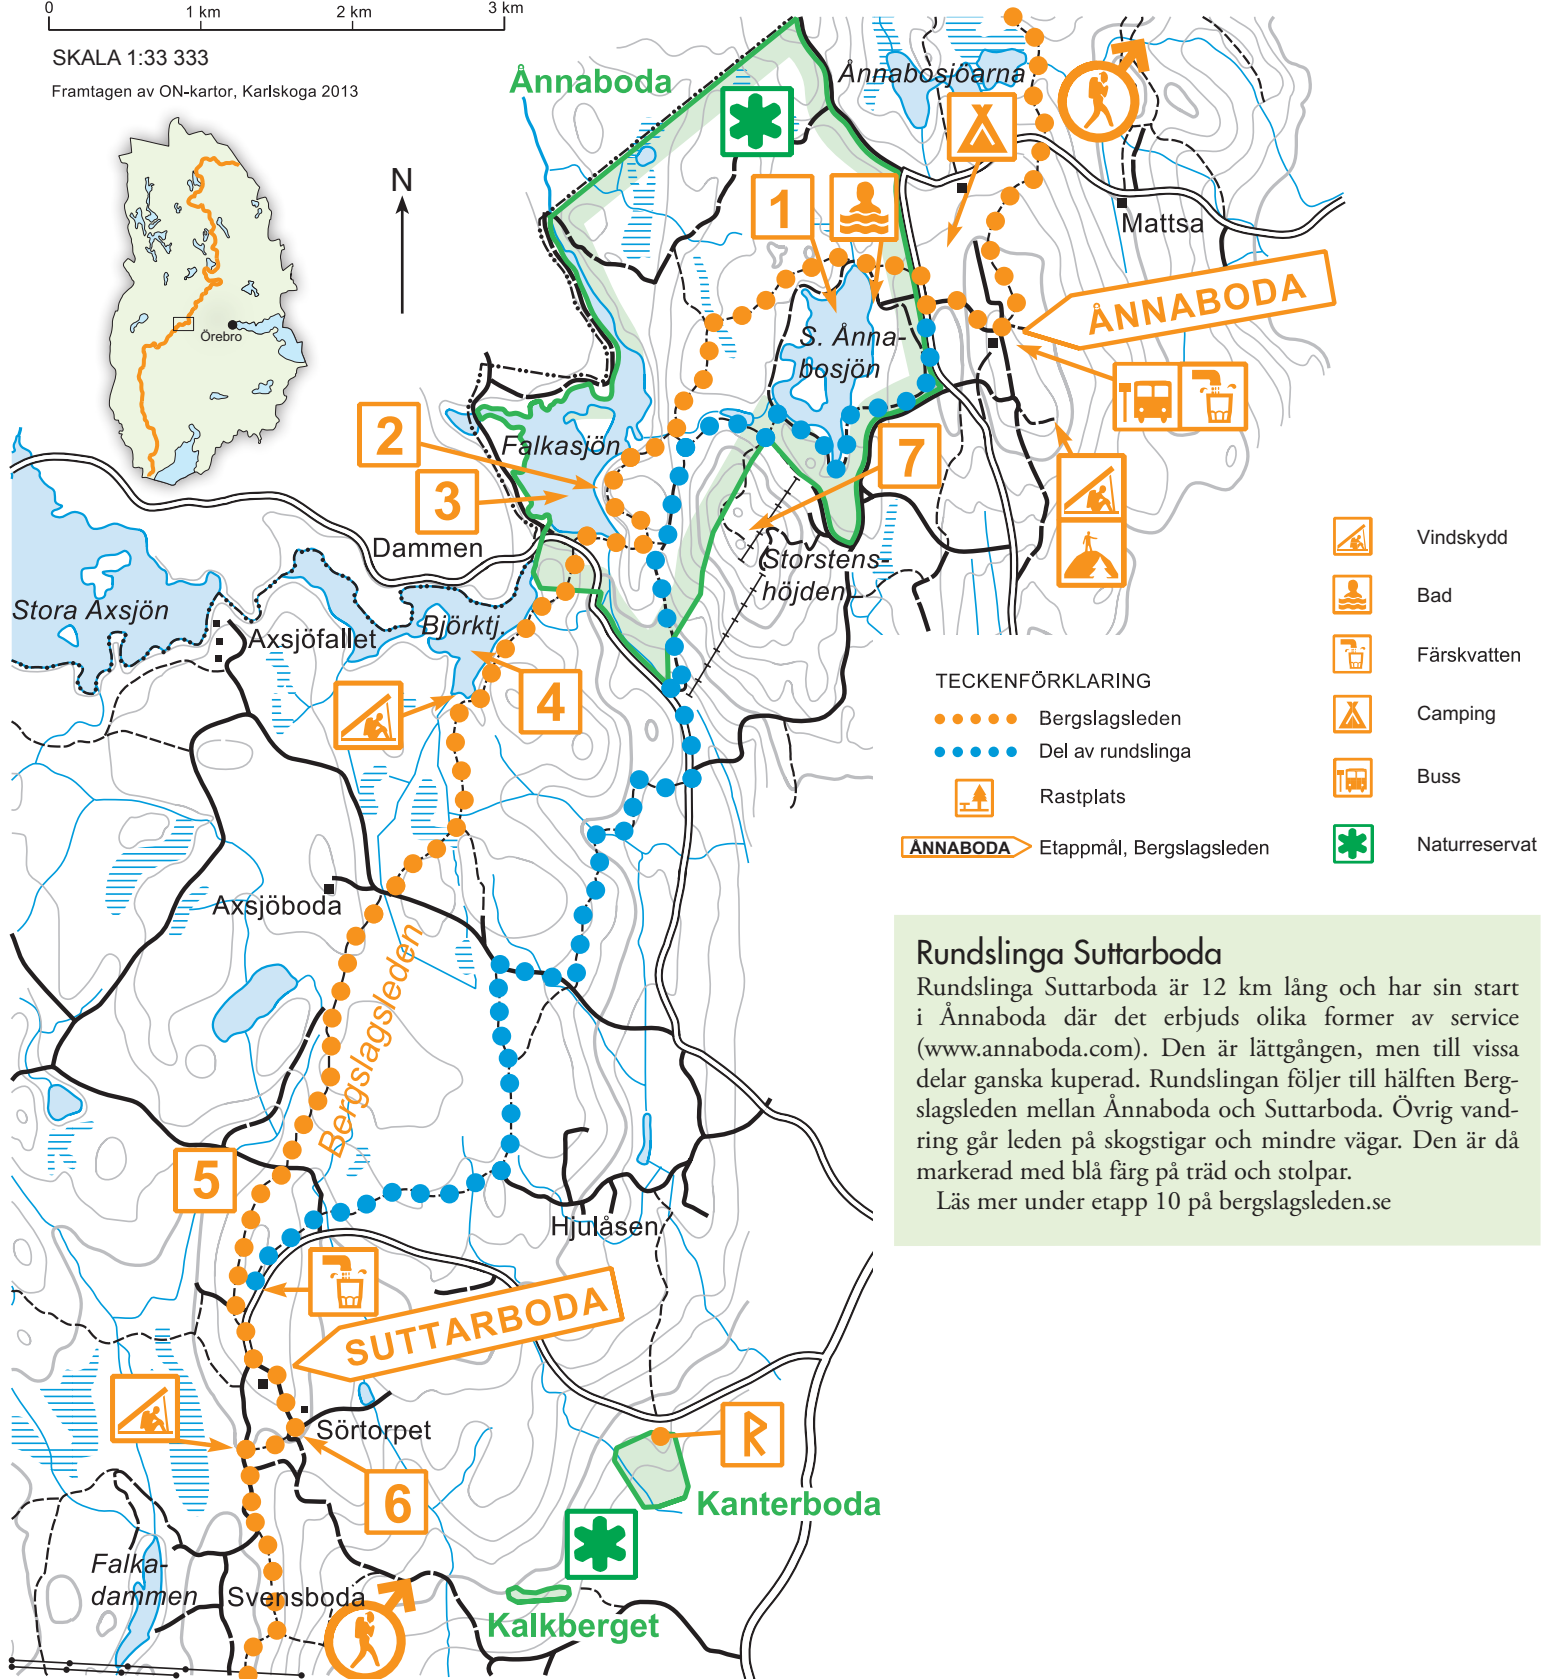 0 1 km 2 km 3 km
SKALA 1:33 333
Framtagen av ON-kartor, Karlskoga 2013
Örebro
N
Ånnaboda
Ånnabosjöarna
1
Mattsa
ÅNNABODA
S. Ånna-
bosjön
2
Falkasjön
7
3
Dammen
Storstens-
höjden
Stora Axsjön
Axsjöfallet
Björktj.
4
Axsjöboda
Bergslagsleden
5
Hjulåsen
SUTTARBODA
Sörtorpet
6
R
Kanterboda
Falka-
dammen
Svensboda
Kalkberget
TECKENFÖRKLARING
Bergslagsleden
Del av rundslinga
Rastplats
ÅNNABODA Etappmål, Bergslagsleden
Vindskydd
Bad
Färskvatten
Camping
Buss
Naturreservat
Rundslinga Suttarboda
Rundslinga Suttarboda är 12 km lång och har sin start
i Ånnaboda där det erbjuds olika former av service
(www.annaboda.com). Den är lättgången, men till vissa
delar ganska kuperad. Rundslingan följer till hälften Berg-
slagsleden mellan Ånnaboda och Suttarboda. Övrig vand-
ring går leden på skogstigar och mindre vägar. Den är då
markerad med blå färg på träd och stolpar.
Läs mer under etapp 10 på bergslagsleden.se